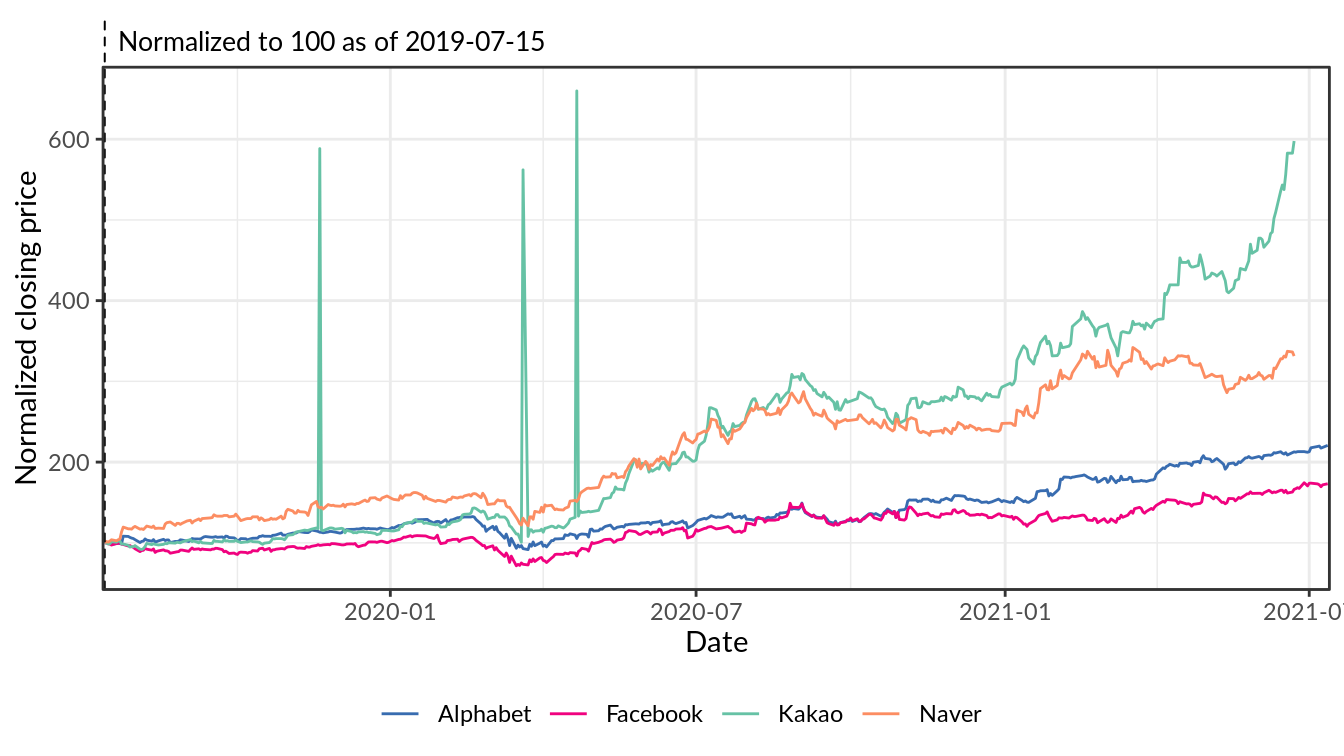 Normalized to 100 as of 2019-07-15
Normalized closing price
600
400
200
2020-01
2020-07
2021-01
2021-0
Date
Alphabet
Facebook
Kakao
Naver